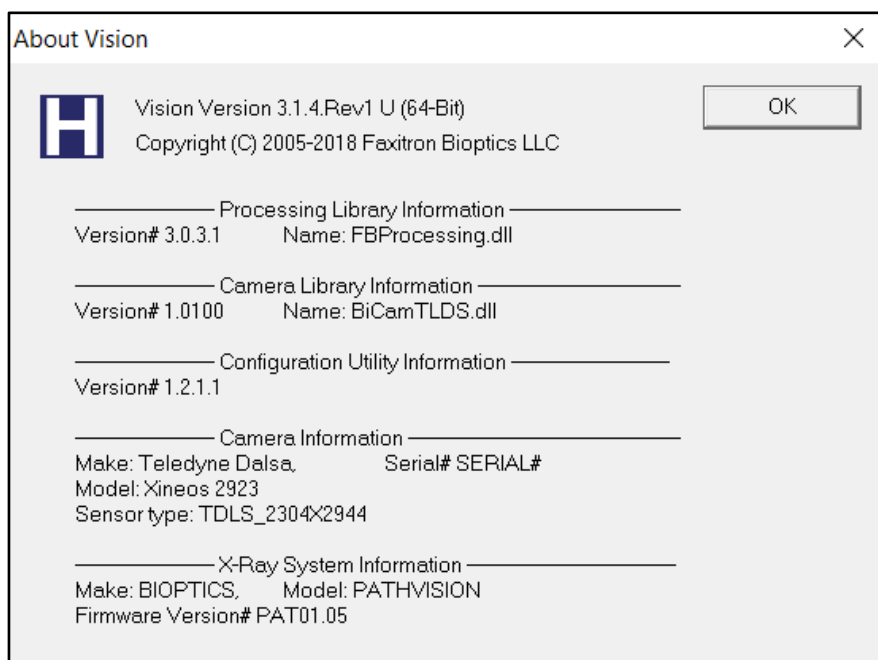 About Vision
H
Vision Version 3.1.4.Rev1 U (64-Bit)
OK
Copyright (C) 2005-2018 Faxitron Bioptics LLC
Processing Library Information
Version# 3.0.3.1 Name: FBProcessing.dll
Camera Library Information
Version# 1.0100 Name: BiCamTLDS.dll
Configuration Utility Information
Version# 1.2.1.1
Camera Information
Make: Teledyne Dalsa, Serial# SERIAL#
Model: Xineos 2923
Sensor type: TDLS_2304X2944
X-Ray System Information
Make: BIOPTICS, Model: PATHVISION
Firmware Version# PAT01.05